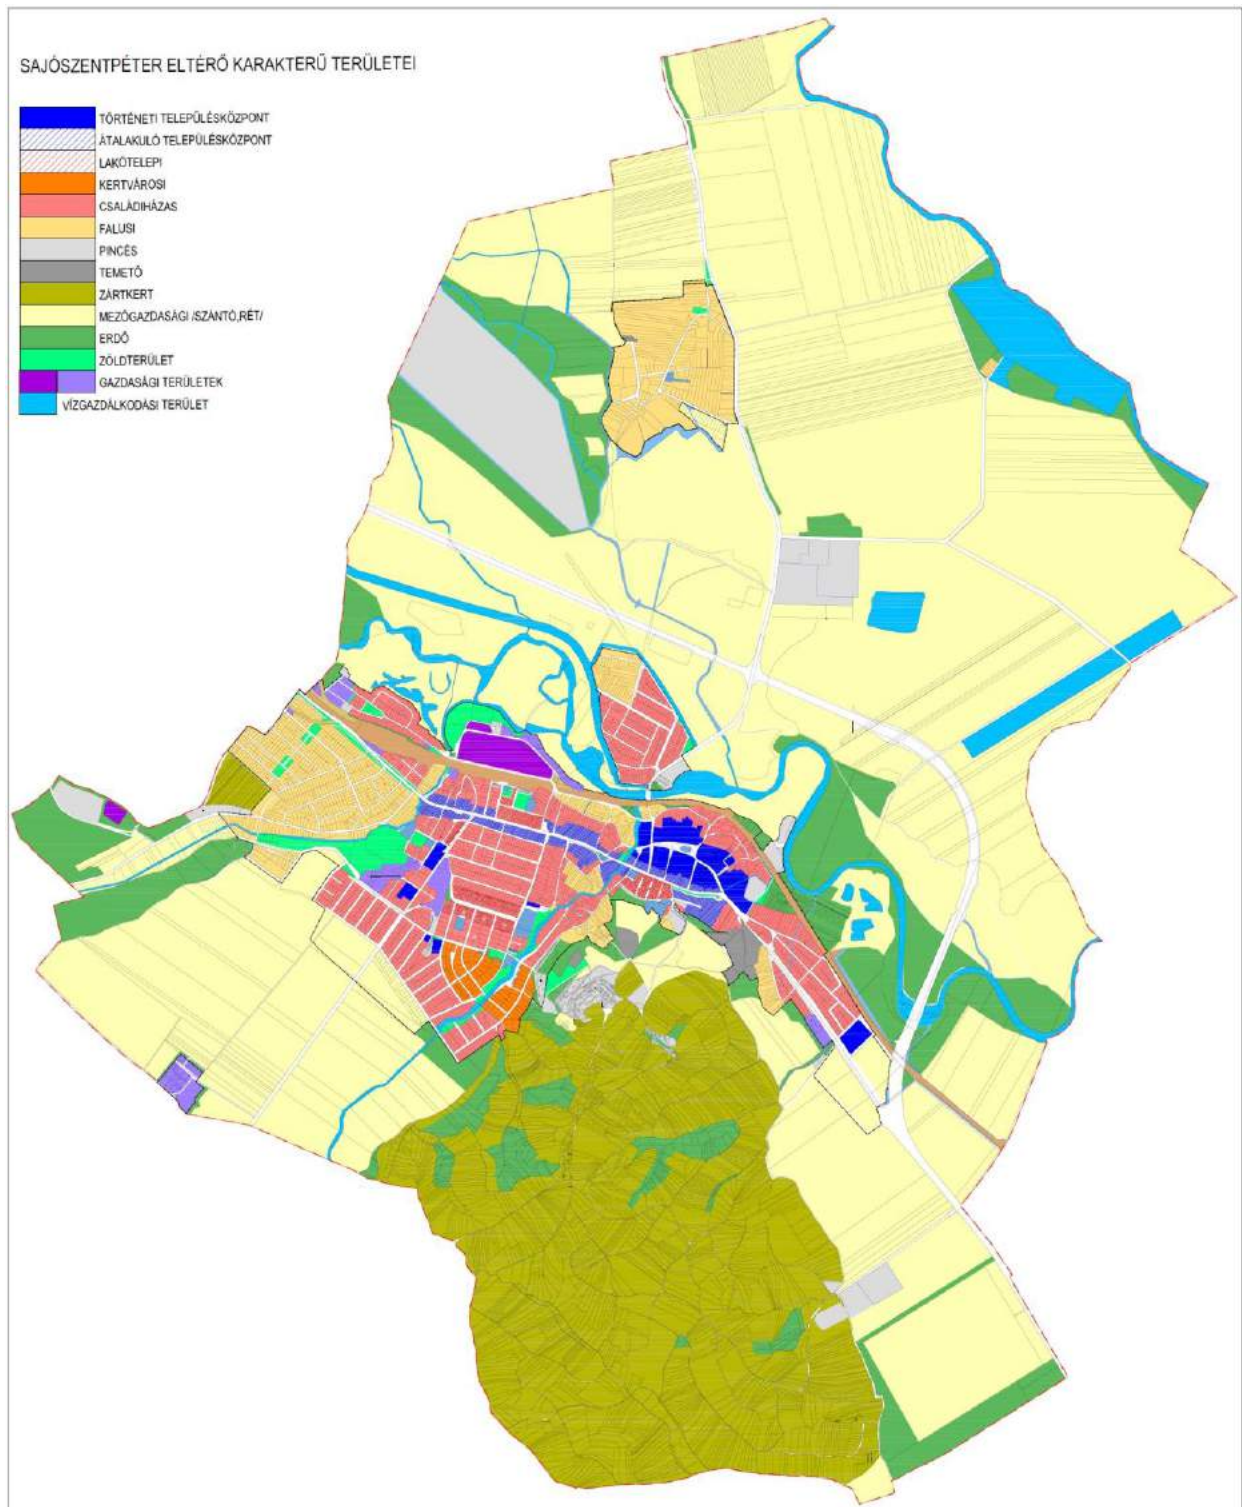 SAJÓSZENTPÉTER ELTÉRŐ KARAKTERŰ TERÜLETEI
TÖRTÉNETI TELEPÜLÉSKÖZPONT
ÁTALAKULÓ TELEPÜLÉSKÖZPONT
LAKÓTELEPI
KERTVÁROSI
CSALÁDIHÁZAS
FALUSI
PINCÉS
TEMETŐ
ZÁRTKERT
MEZŐGAZDASÁGI /SZÁNTÓ,RÉT/
ERDŐ
ZÖLDTERÜLET
GAZDASÁGI TERÜLETEK
VÍZGAZDÁLKODÁSI TERÜLET